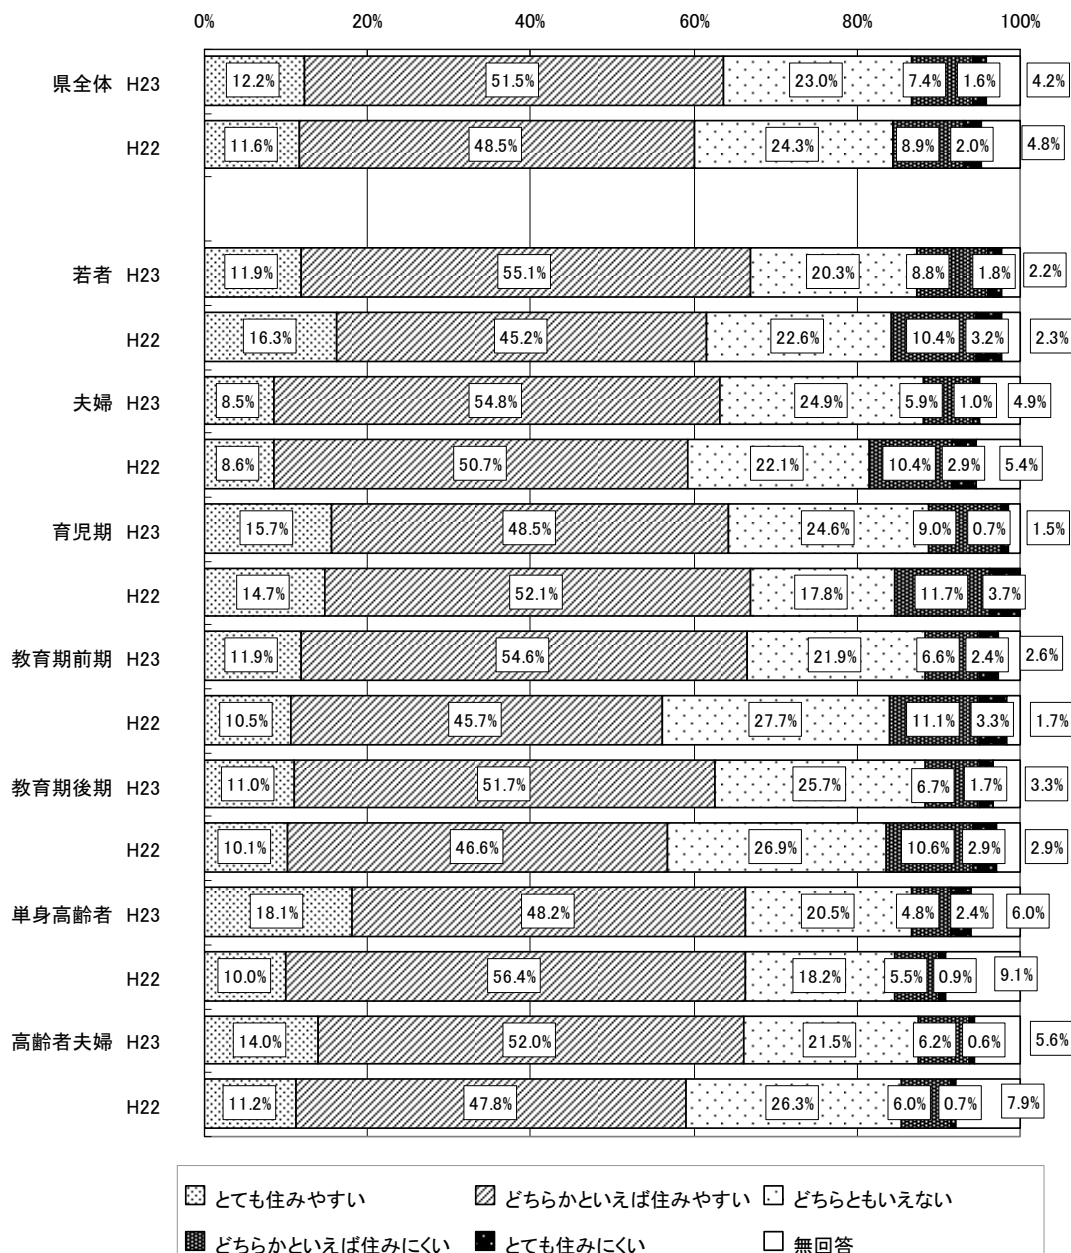 0% 20% 40% 60% 80% 100%
県全体 H23 12.2% 51.5% 23.0% 7.4% 1.6% 4.2%
H22 11.6% 48.5% 24.3% 8.9% 2.0% 4.8%
若者 H23 11.9% 55.1% 20.3% 8.8% 1.8% 2.2%
H22 16.3% 45.2% 22.6% 10.4% 3.2% 2.3%
夫婦 H23 8.5% 54.8% 24.9% 5.9% 1.0% 4.9%
H22 8.6% 50.7% 22.1% 10.4% 2.9% 5.4%
育児期 H23 15.7% 48.5% 24.6% 9.0% 0.7% 1.5%
H22 14.7% 52.1% 17.8% 11.7% 3.7%
教育期前期 H23 11.9% 54.6% 21.9% 6.6% 2.4% 2.6%
H22 10.5% 45.7% 27.7% 11.1% 3.3% 1.7%
教育期後期 H23 11.0% 51.7% 25.7% 6.7% 1.7% 3.3%
H22 10.1% 46.6% 26.9% 10.6% 2.9% 2.9%
単身高齢者 H23 18.1% 48.2% 20.5% 4.8% 2.4% 6.0%
H22 10.0% 56.4% 18.2% 5.5% 0.9% 9.1%
高齢者夫婦 H23 14.0% 52.0% 21.5% 6.2% 0.6% 5.6%
H22 11.2% 47.8% 26.3% 6.0% 0.7% 7.9%
とても住みやすい どちらかといえば住みやすい どちらともいえない
どちらかといえば住みにくい とても住みにくい 無回答